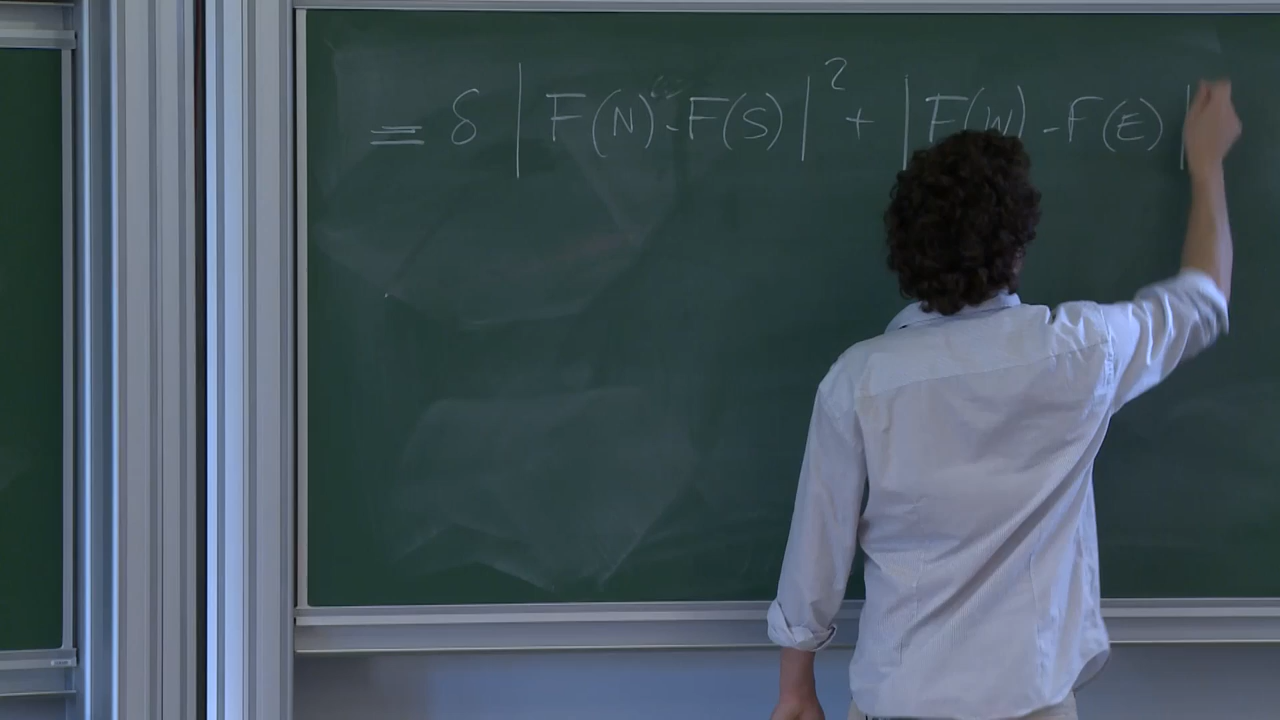 = δ | F(N) - F(S) |² + | F(W) - F(E) |